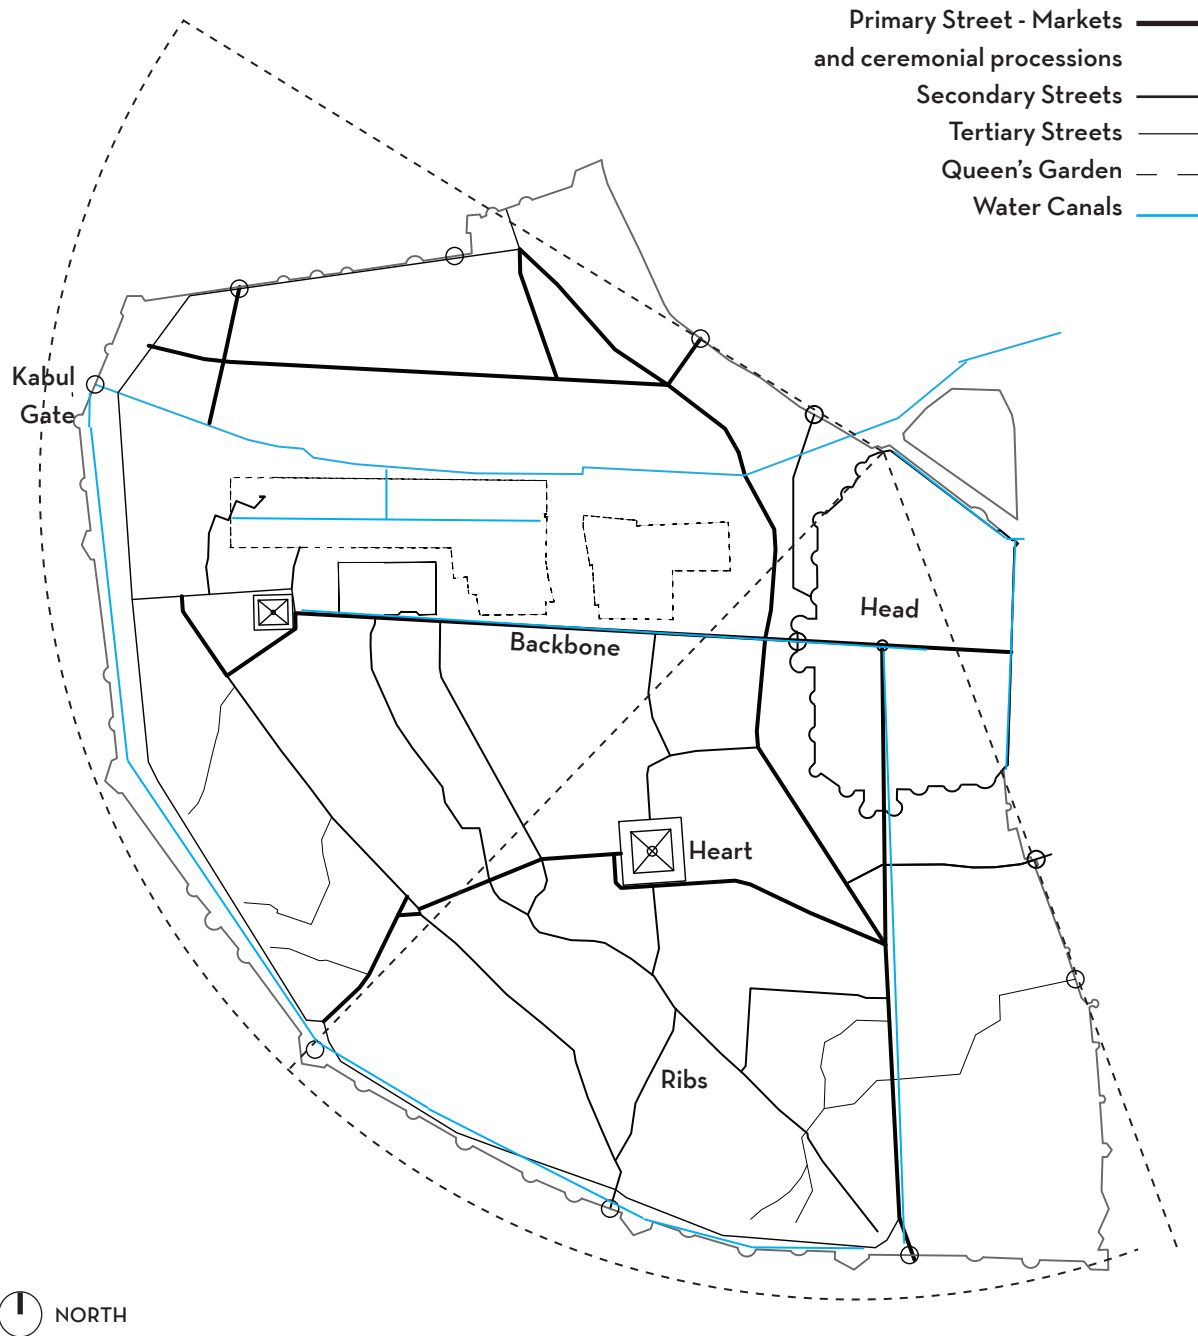 Primary Street - Markets
and ceremonial processions
Secondary Streets
Tertiary Streets
Queen's Garden
Water Canals
Kabul
Gate
Head
Backbone
Heart
Ribs
NORTH